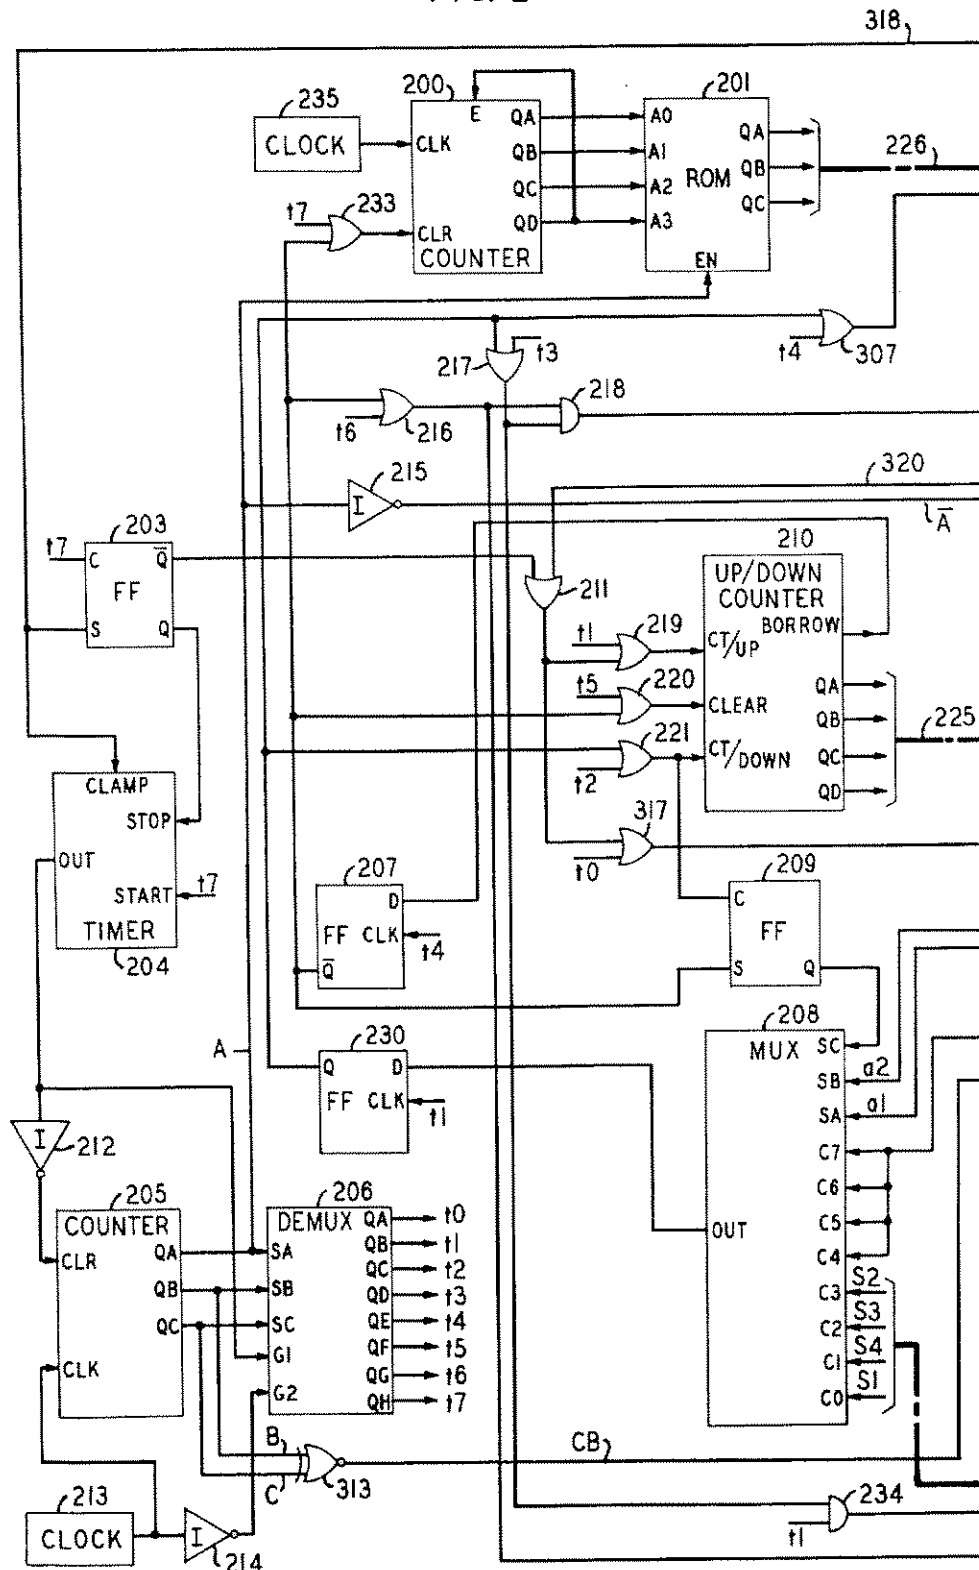 318
235
200
201
CLOCK
CLK
E
QA
QB
QC
QD
CLR
COUNTER
A0
A1
A2
A3
ROM
EN
QA
QB
QC
226
t7
233
217
t3
t4
307
218
t6
216
215
I
320
A̅
203
t7
C
Q̅
FF
S
Q
211
210
UP/DOWN
COUNTER
BORROW
t1
219
CT/UP
t5
220
CLEAR
221
CT/DOWN
t2
QA
QB
QC
QD
225
CLAMP
STOP
OUT
START
t7
TIMER
204
317
t0
207
D
FF
CLK
t4
Q̅
209
C
FF
S
Q
A
230
Q
D
FF
CLK
t1
208
MUX
SC
SB
a2
SA
a1
C7
C6
C5
C4
C3
S2
C2
S3
C1
S4
C0
S1
OUT
I
212
205
COUNTER
QA
CLR
QB
QC
CLK
206
DEMUX
SA
SB
SC
G1
G2
QA
t0
QB
t1
QC
t2
QD
t3
QE
t4
QF
t5
QG
t6
QH
t7
B
C
313
CB
213
CLOCK
I
214
234
t1